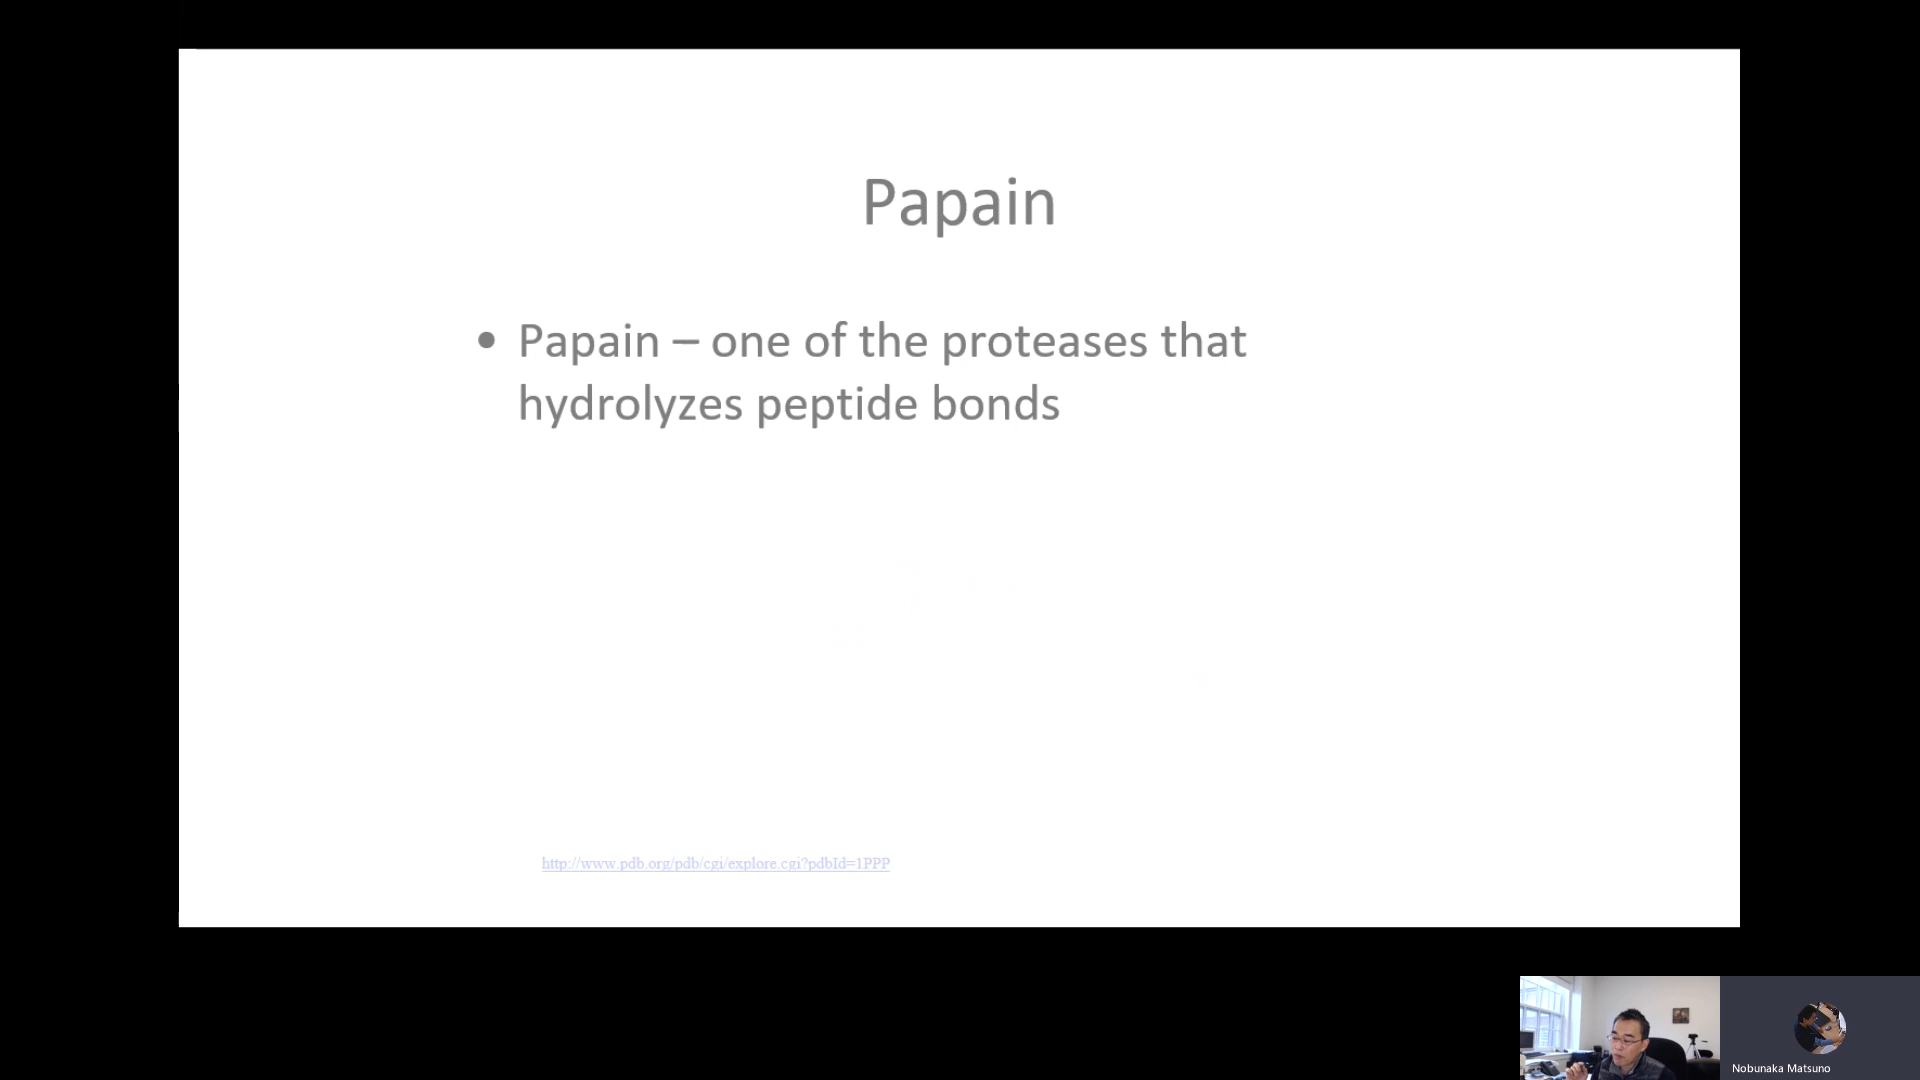 Papain
• Papain – one of the proteases that
hydrolyzes peptide bonds
http://www.pdb.org/pdb/cgi/explore.cgi?pdbId=1PPP
Nobunaka Matsuno